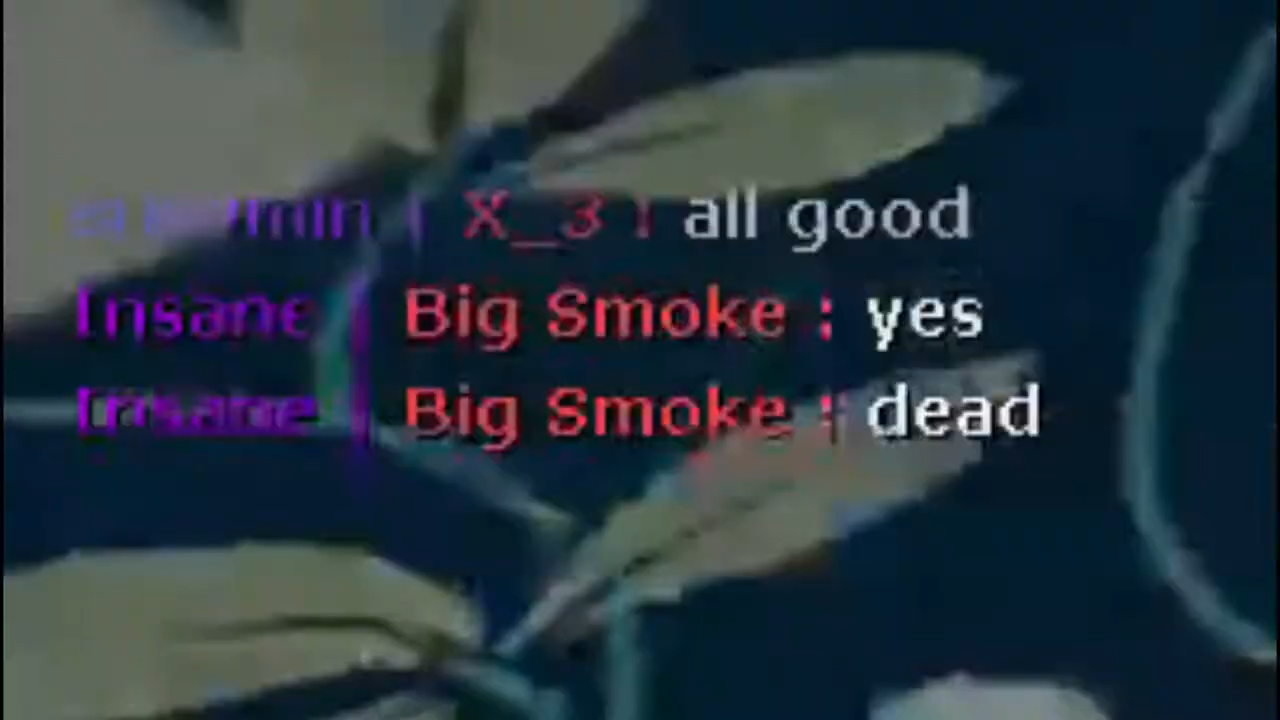 | X_3 : all good
Insane | Big Smoke : yes
Insane | Big Smoke : dead